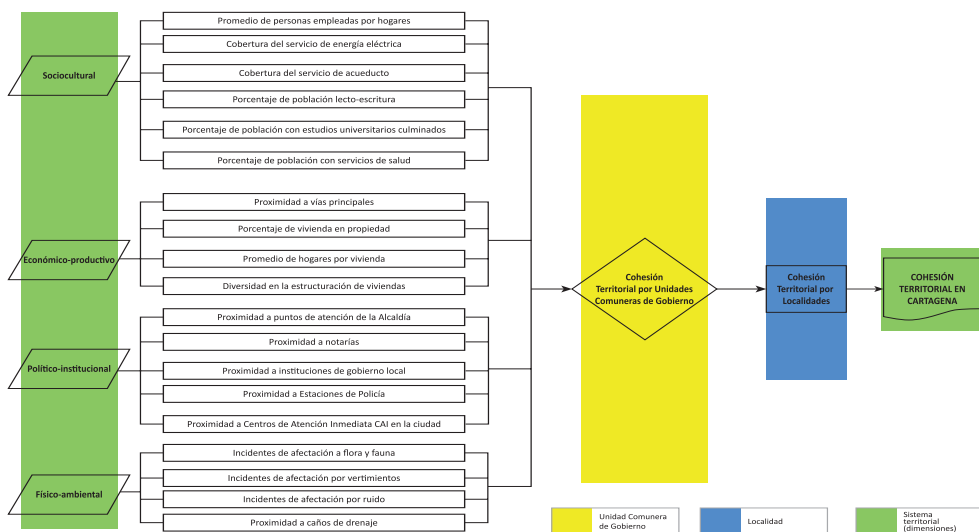 Sociocultural
Promedio de personas empleadas por hogares
Cobertura del servicio de energía eléctrica
Cobertura del servicio de acueducto
Porcentaje de población lecto-escritura
Porcentaje de población con estudios universitarios culminados
Porcentaje de población con servicios de salud
Económico-productivo
Proximidad a vías principales
Porcentaje de vivienda en propiedad
Promedio de hogares por vivienda
Diversidad en la estructuración de viviendas
Político-institucional
Proximidad a puntos de atención de la Alcaldía
Proximidad a notarías
Proximidad a instituciones de gobierno local
Proximidad a Estaciones de Policía
Proximidad a Centros de Atención Inmediata CAI en la ciudad
Físico-ambiental
Incidentes de afectación a flora y fauna
Incidentes de afectación por vertimientos
Incidentes de afectación por ruido
Proximidad a caños de drenaje
Cohesión
Territorial por Unidades
Comuneras de Gobierno
Cohesión
Territorial por
Localidades
COHESIÓN
TERRITORIAL EN
CARTAGENA
Unidad Comunera
de Gobierno
Localidad
Sistema
territorial
(dimensiones)